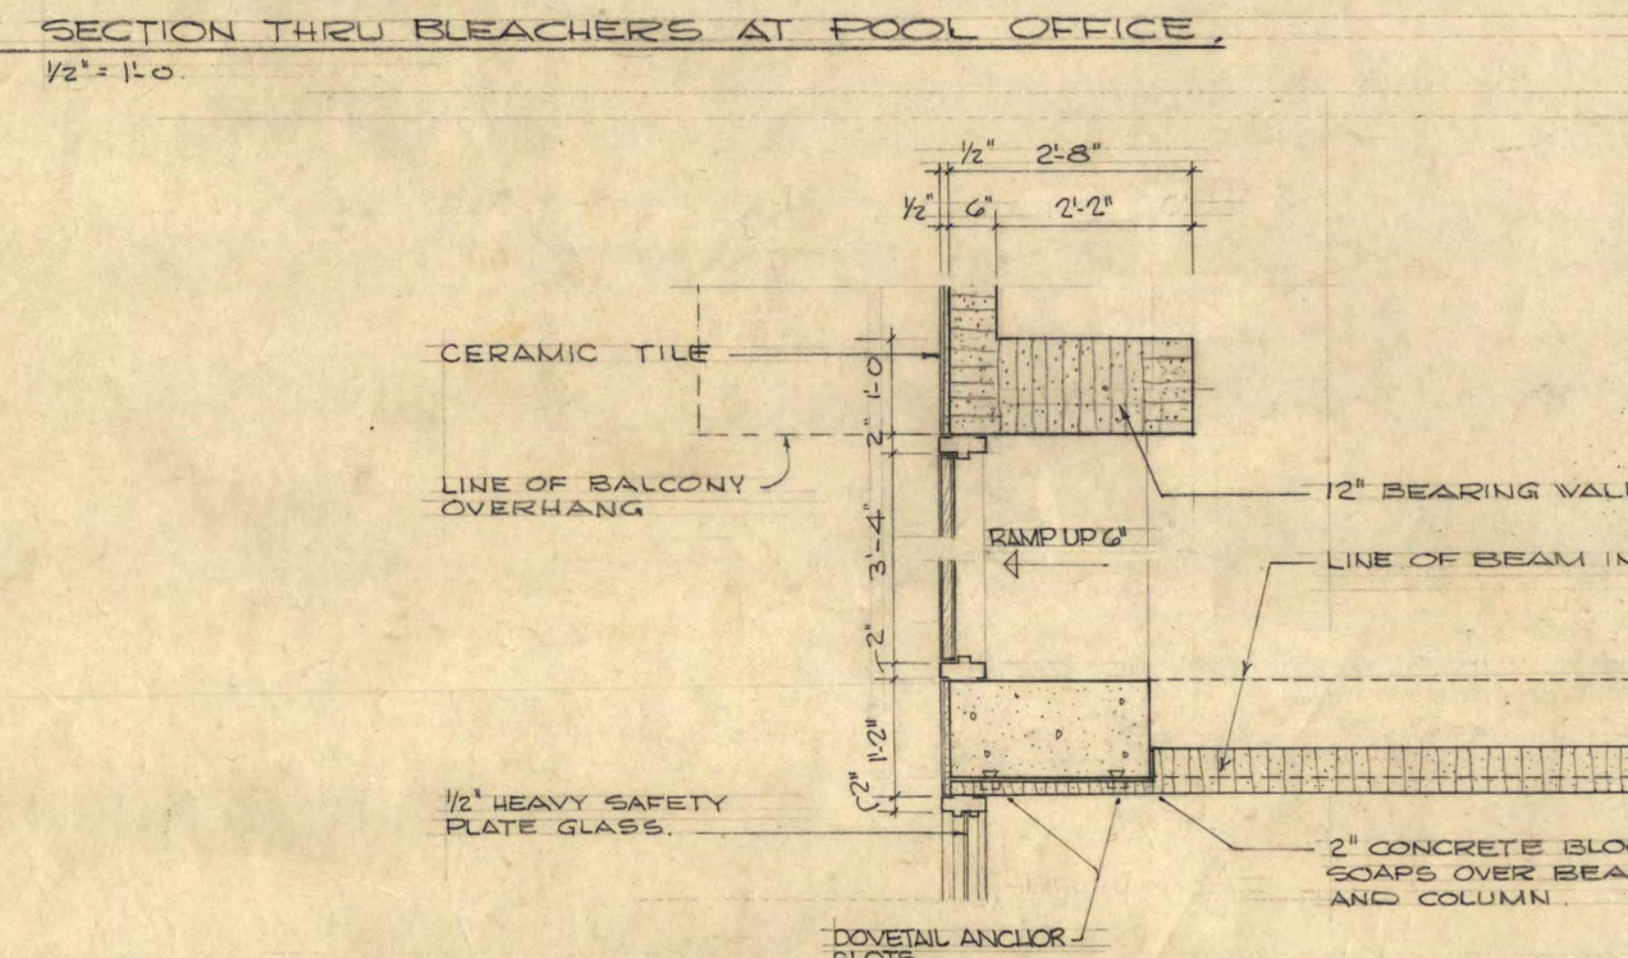 SECTION THRU BLEACHERS AT POOL OFFICE.
1/2" = 1'-0.
1/2" 2'-8"
1/2" 6" 2'-2"
CERAMIC TILE
1'-0
2"
LINE OF BALCONY
OVERHANG
12" BEARING WALL
3'-4"
RAMP UP 6"
LINE OF BEAM IN
2"
1'-2"
2"
1/2" HEAVY SAFETY
PLATE GLASS.
2" CONCRETE BLO
SOAPS OVER BEA
AND COLUMN.
DOVETAIL ANCHOR
SLOTS